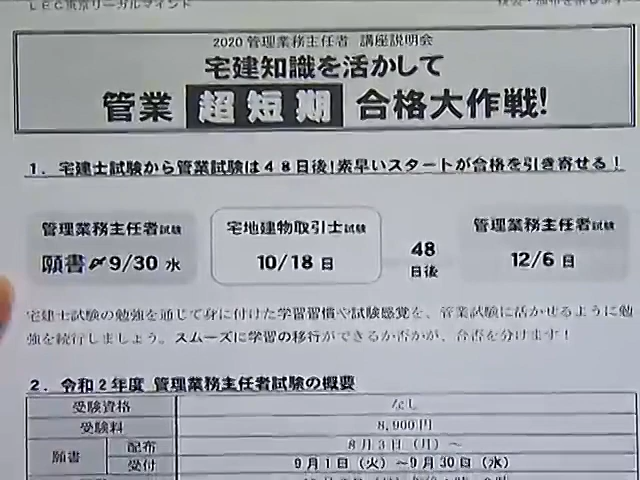 LEC東京リーガルマインド
2020 管理業務主任者 講座説明会
宅建知識を活かして
管業 超短期 合格大作戦!
1．宅建士試験から管業試験は48日後!素早いスタートが合格を引き寄せる！
管理業務主任者試験
願書〆9/30 水
宅地建物取引士試験
10/18 日
48
日後
管理業務主任者試験
12/6 日
宅建士試験の勉強を通じて身に付けた学習習慣や試験感覚を、管業試験に活かせるように勉
強を続行しましょう。スムーズに学習の移行ができるか否かが、合否を分けます！
2．令和2年度 管理業務主任者試験の概要
受験資格 なし
受験料 8,900円
願書 配布 8月3日（月）～
受付 9月1日（火）～9月30日（水）